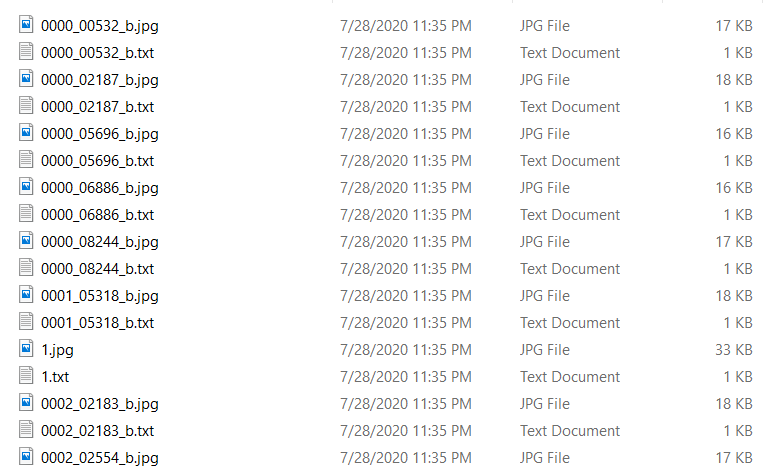 0000_00532_b.jpg 7/28/2020 11:35 PM JPG File 17 KB
0000_00532_b.txt 7/28/2020 11:35 PM Text Document 1 KB
0000_02187_b.jpg 7/28/2020 11:35 PM JPG File 18 KB
0000_02187_b.txt 7/28/2020 11:35 PM Text Document 1 KB
0000_05696_b.jpg 7/28/2020 11:35 PM JPG File 16 KB
0000_05696_b.txt 7/28/2020 11:35 PM Text Document 1 KB
0000_06886_b.jpg 7/28/2020 11:35 PM JPG File 16 KB
0000_06886_b.txt 7/28/2020 11:35 PM Text Document 1 KB
0000_08244_b.jpg 7/28/2020 11:35 PM JPG File 17 KB
0000_08244_b.txt 7/28/2020 11:35 PM Text Document 1 KB
0001_05318_b.jpg 7/28/2020 11:35 PM JPG File 18 KB
0001_05318_b.txt 7/28/2020 11:35 PM Text Document 1 KB
1.jpg 7/28/2020 11:35 PM JPG File 33 KB
1.txt 7/28/2020 11:35 PM Text Document 1 KB
0002_02183_b.jpg 7/28/2020 11:35 PM JPG File 18 KB
0002_02183_b.txt 7/28/2020 11:35 PM Text Document 1 KB
0002_02554_b.jpg 7/28/2020 11:35 PM JPG File 17 KB